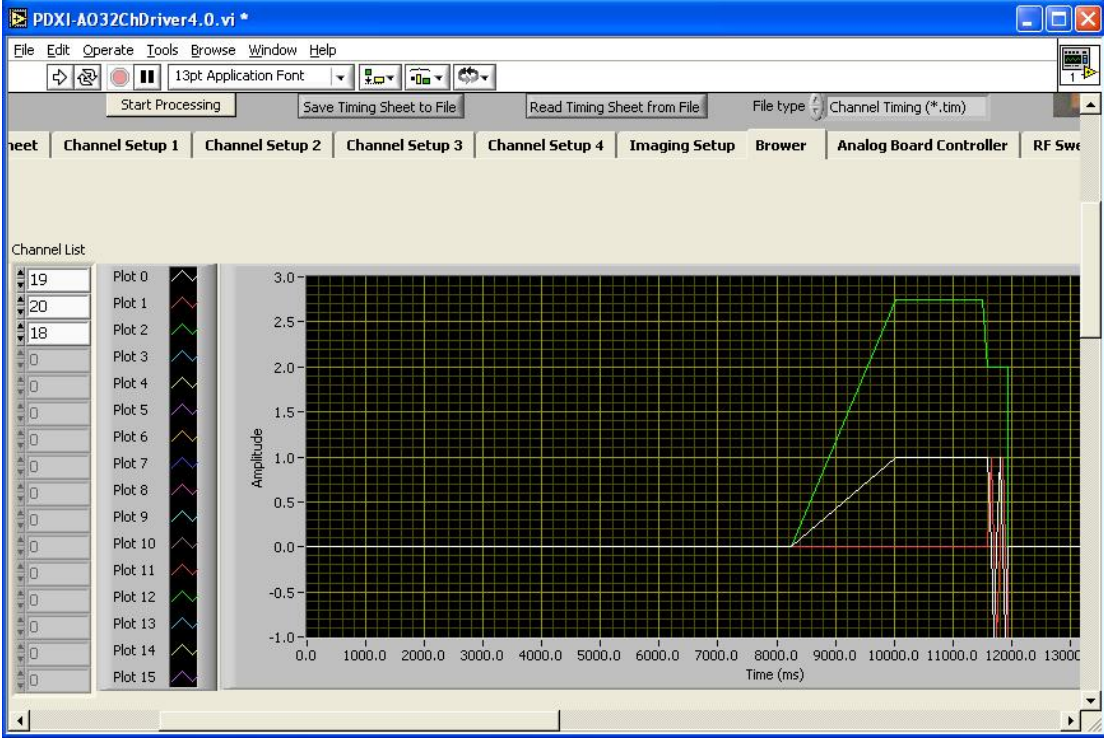 PDXI-AO32ChDriver4.0.vi *
File Edit Operate Tools Browse Window Help
13pt Application Font
1
Start Processing Save Timing Sheet to File Read Timing Sheet from File File type Channel Timing (*.tim)
heet Channel Setup 1 Channel Setup 2 Channel Setup 3 Channel Setup 4 Imaging Setup Brower Analog Board Controller RF Swe
Channel List
19 Plot 0
20 Plot 1
18 Plot 2
0 Plot 3
0 Plot 4
0 Plot 5
0 Plot 6
0 Plot 7
0 Plot 8
0 Plot 9
0 Plot 10
0 Plot 11
0 Plot 12
0 Plot 13
0 Plot 14
0 Plot 15
Amplitude
3.0
2.5
2.0
1.5
1.0
0.5
0.0
-0.5
-1.0
0.0 1000.0 2000.0 3000.0 4000.0 5000.0 6000.0 7000.0 8000.0 9000.0 10000.0 11000.0 12000.0 13000
Time (ms)